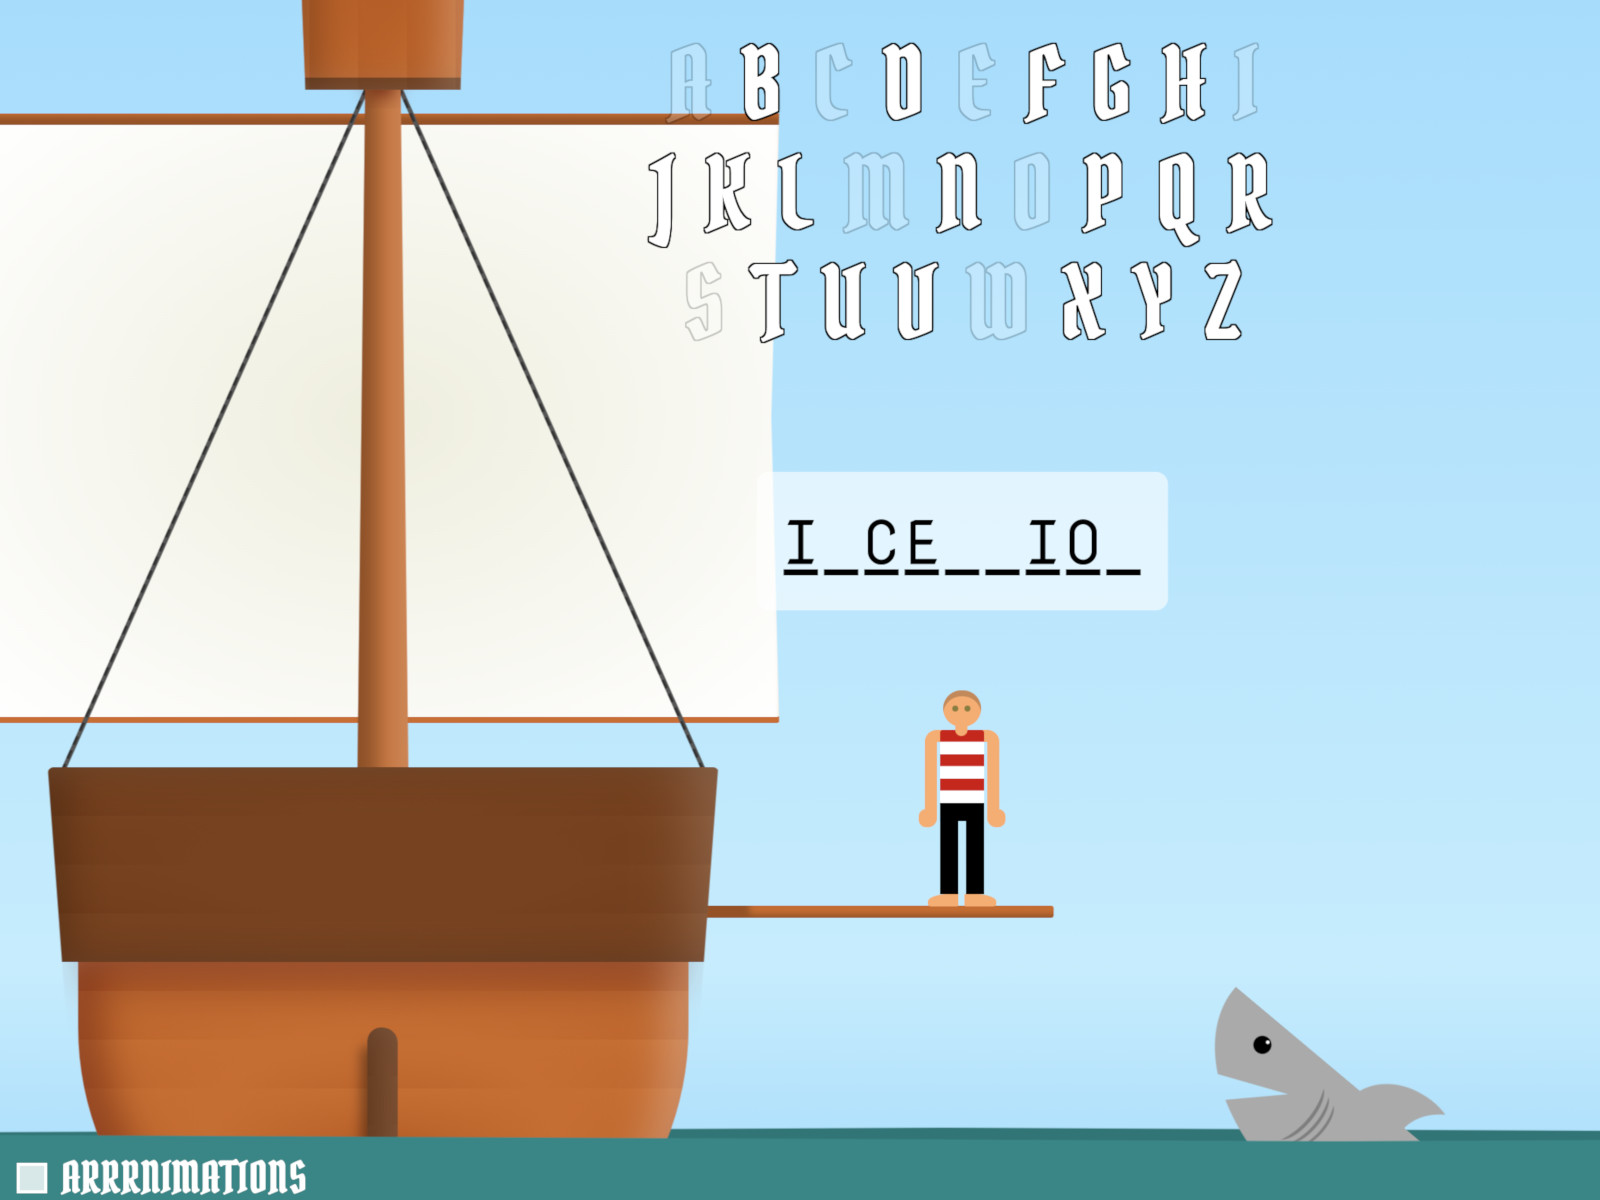 A B C D E F G H I
J K L M N O P Q R
S T U V W X Y Z
I_CE__IO_
ARRRNIMATIONS